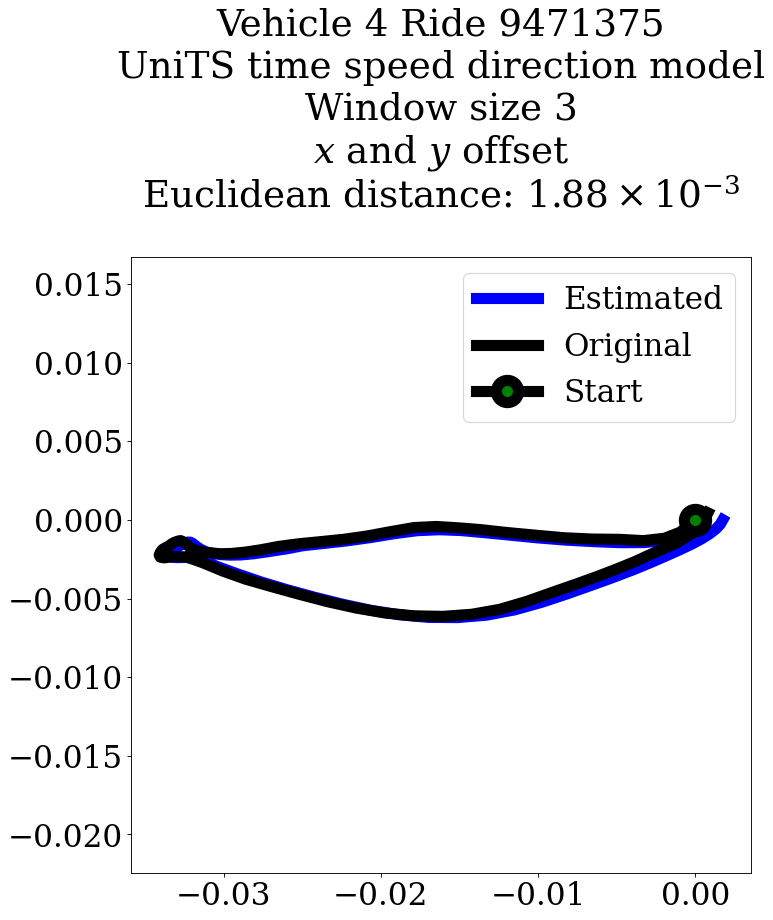 Vehicle 4 Ride 9471375
UniTS time speed direction model
Window size 3
x and y offset
Euclidean distance: 1.88 × 10⁻³
Estimated
Original
Start
0.015
0.010
0.005
0.000
−0.005
−0.010
−0.015
−0.020
−0.03 −0.02 −0.01 0.00